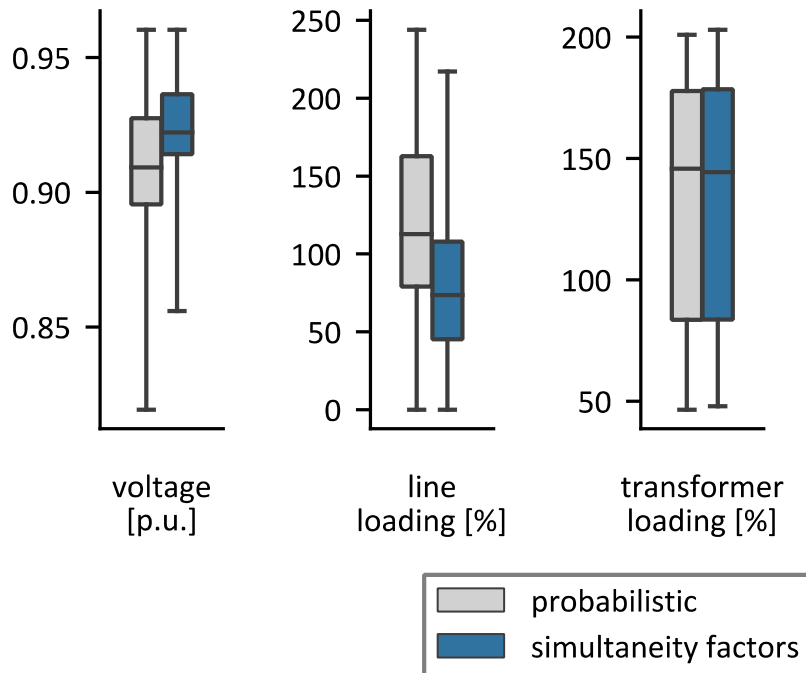 0.95
0.90
0.85
250
200
150
100
50
0
200
150
100
50
voltage
[p.u.]
line
loading [%]
transformer
loading [%]
probabilistic
simultaneity factors